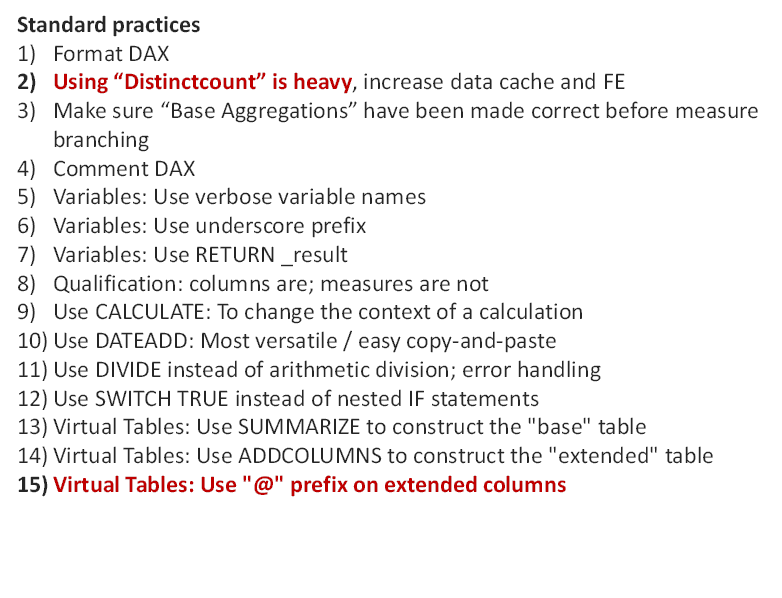 Standard practices
1) Format DAX
2) Using “Distinctcount” is heavy, increase data cache and FE
3) Make sure “Base Aggregations” have been made correct before measure
branching
4) Comment DAX
5) Variables: Use verbose variable names
6) Variables: Use underscore prefix
7) Variables: Use RETURN _result
8) Qualification: columns are; measures are not
9) Use CALCULATE: To change the context of a calculation
10) Use DATEADD: Most versatile / easy copy-and-paste
11) Use DIVIDE instead of arithmetic division; error handling
12) Use SWITCH TRUE instead of nested IF statements
13) Virtual Tables: Use SUMMARIZE to construct the "base" table
14) Virtual Tables: Use ADDCOLUMNS to construct the "extended" table
15) Virtual Tables: Use "@" prefix on extended columns